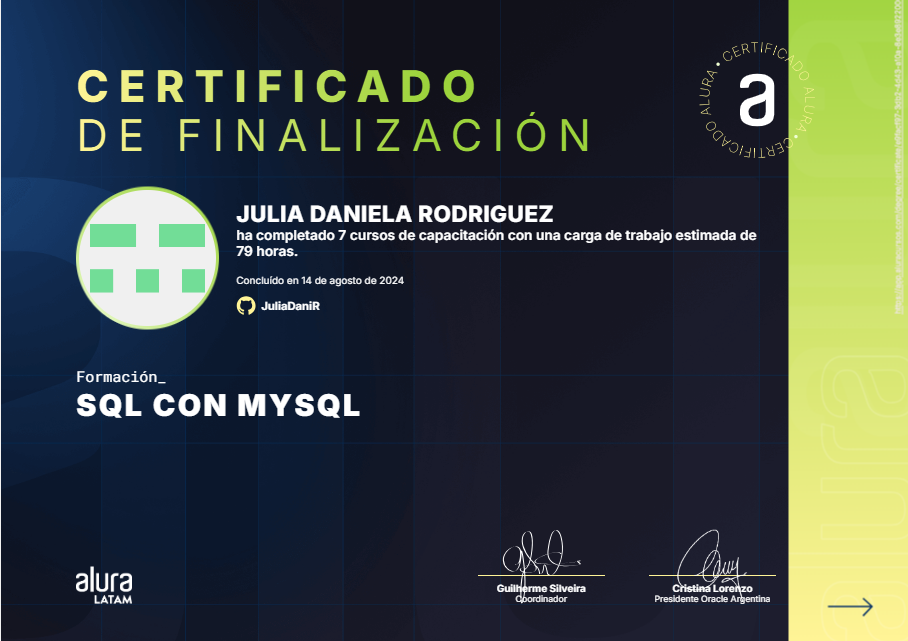 CERTIFICADO
DE FINALIZACIÓN
CERTIFICADO ALURA • CERTIFICADO ALURA •
a
JULIA DANIELA RODRIGUEZ
ha completado 7 cursos de capacitación con una carga de trabajo estimada de
79 horas.
Concluído en 14 de agosto de 2024
JuliaDaniR
Formación_
SQL CON MYSQL
alura
LATAM
Guilherme Silveira
Coordinador
Cristina Lorenzo
Presidente Oracle Argentina
alura